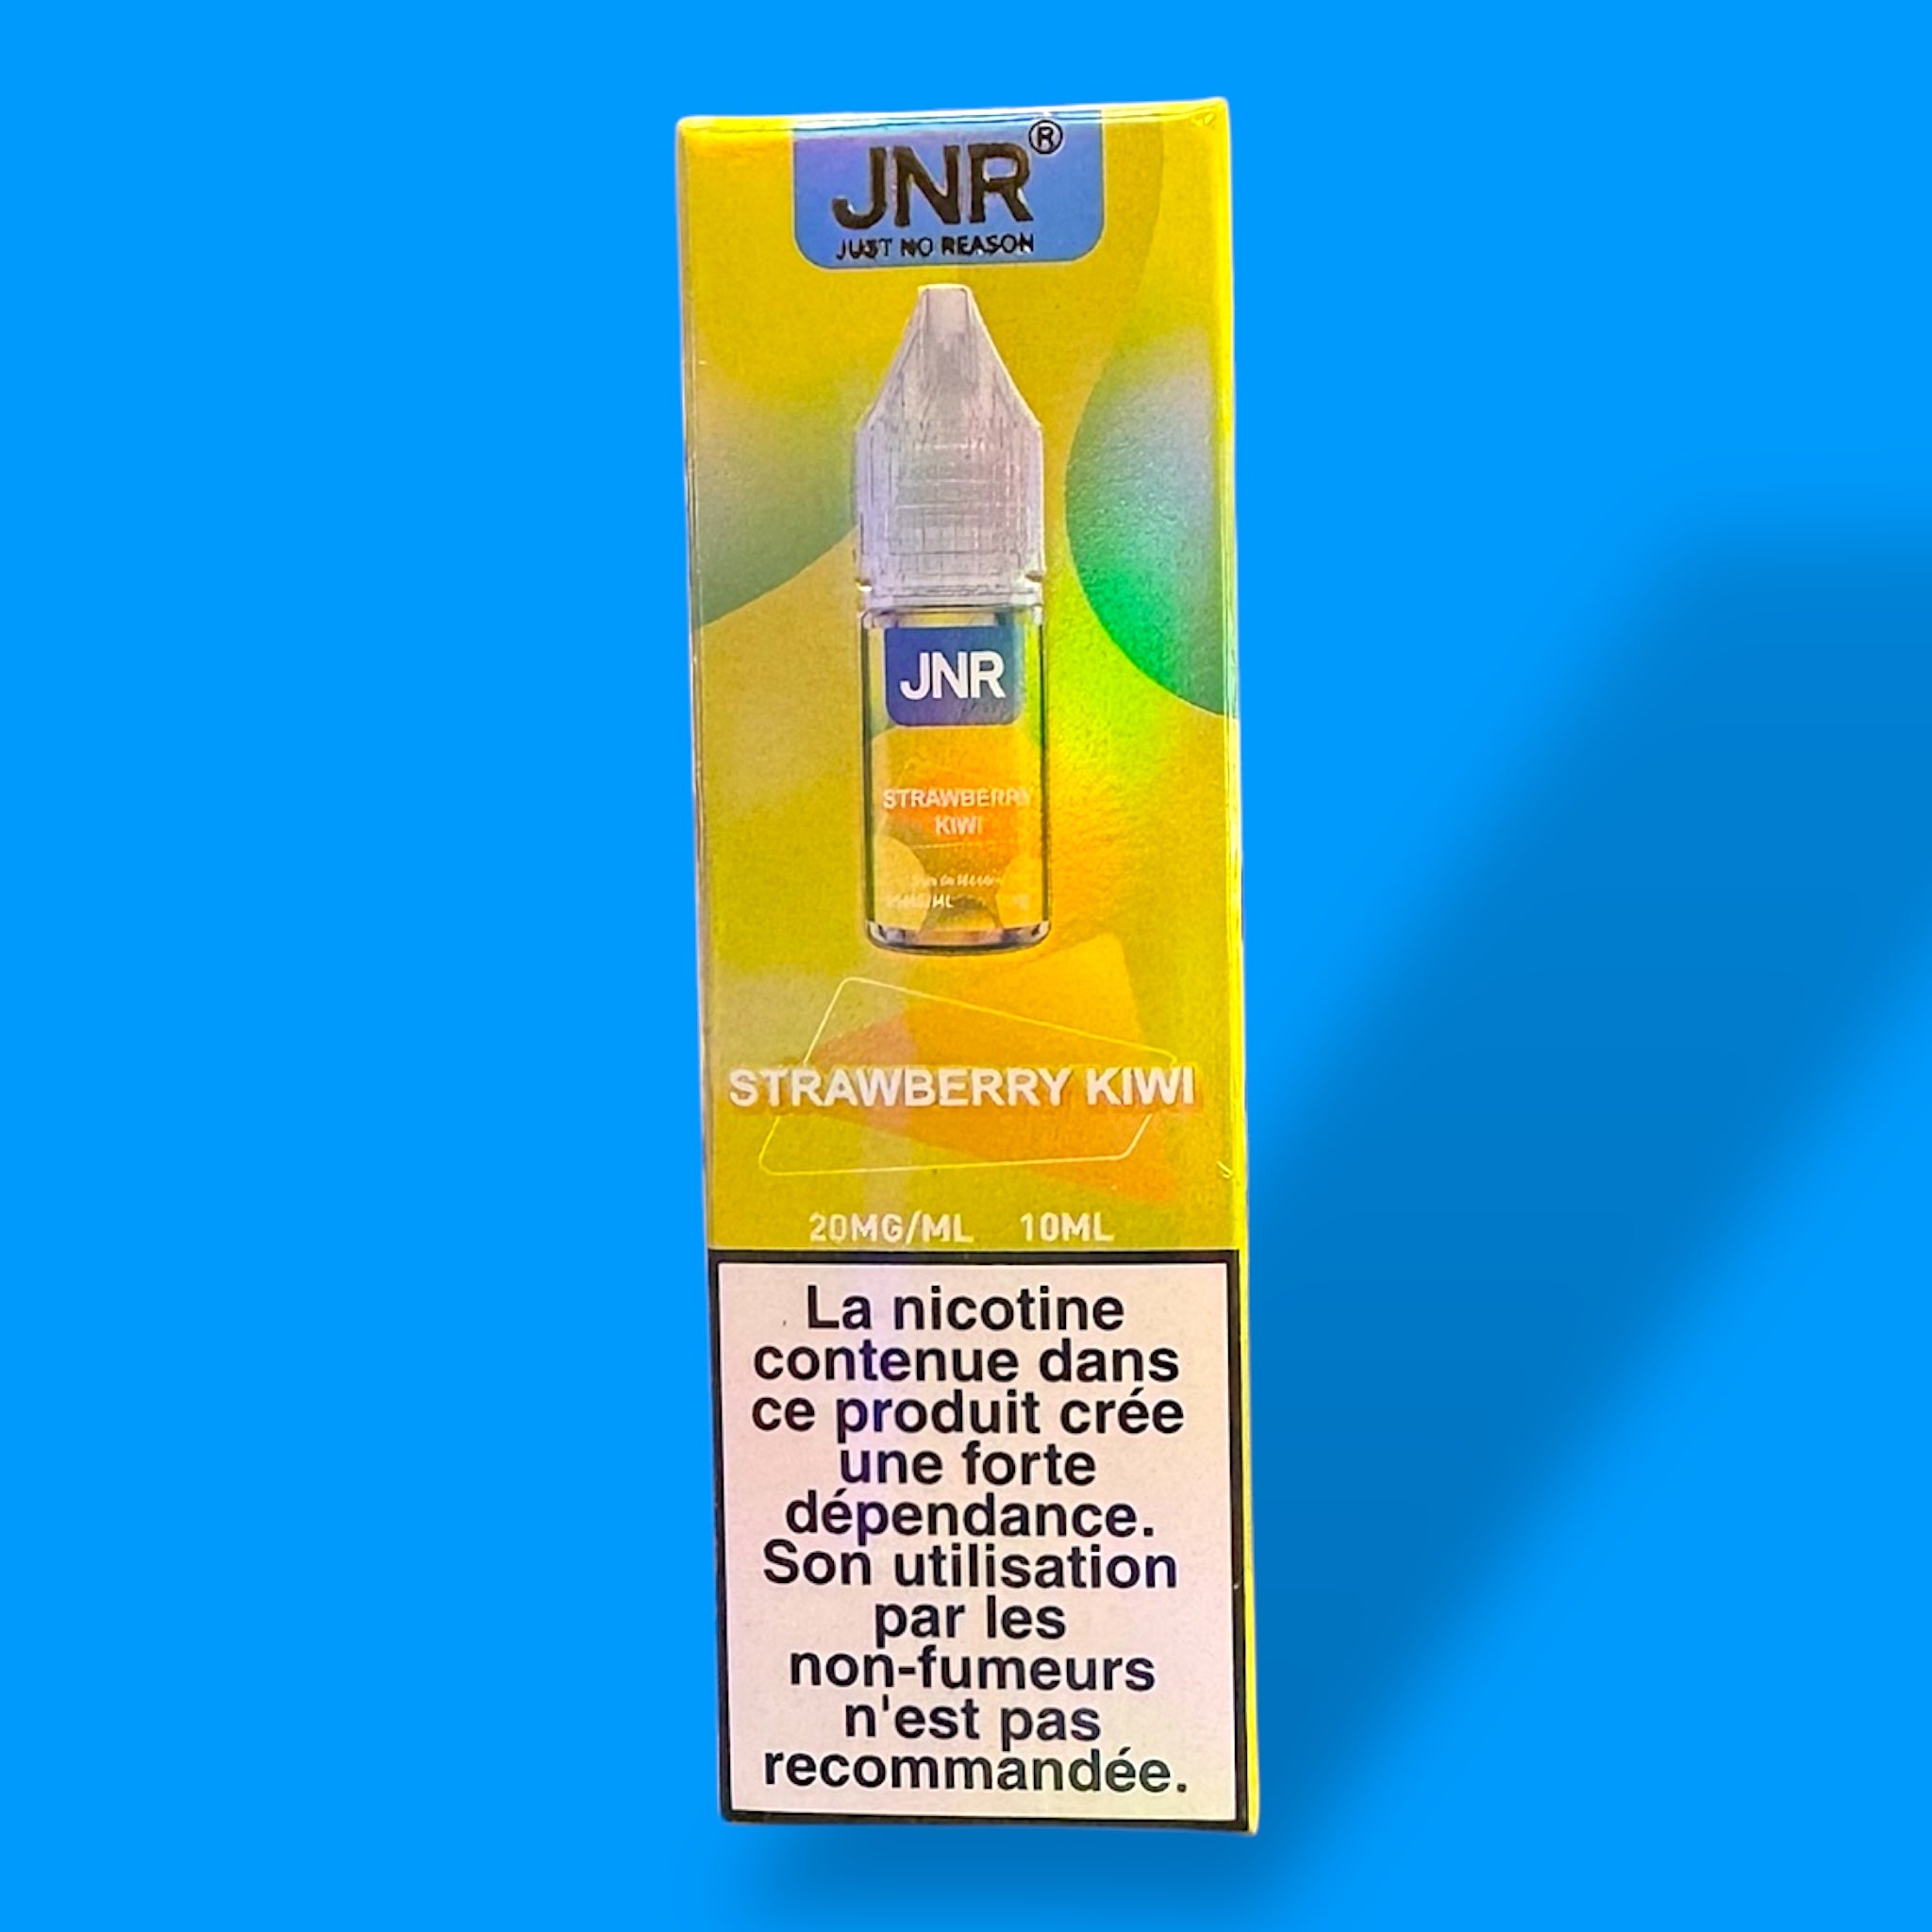 JNR®
JUST NO REASON
JNR
STRAWBERRY
KIWI
STRAWBERRY KIWI
20MG/ML 10ML
La nicotine
contenue dans
ce produit crée
une forte
dépendance.
Son utilisation
par les
non-fumeurs
n'est pas
recommandée.